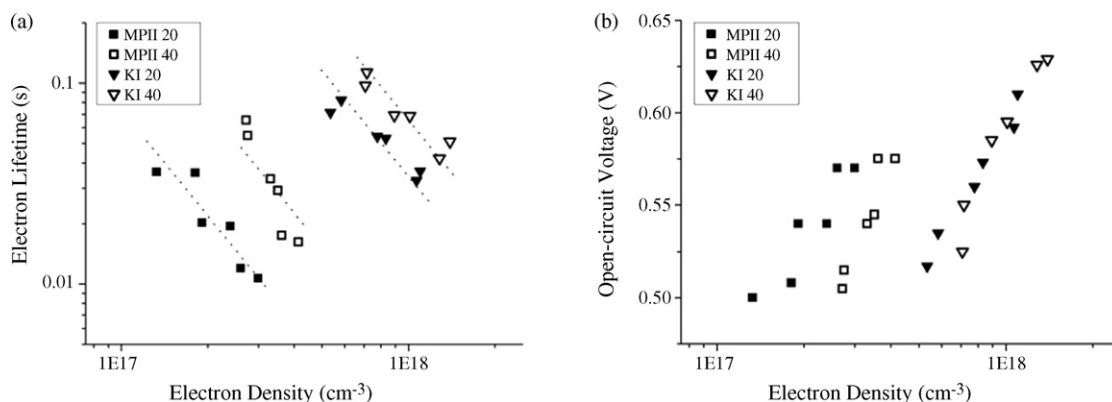 (a)
MPII 20
MPII 40
KI 20
KI 40
Electron Lifetime (s)
0.1
0.01
1E17
1E18
Electron Density (cm-3)
(b)
MPII 20
MPII 40
KI 20
KI 40
Open-circuit Voltage (V)
0.65
0.60
0.55
0.50
1E17
1E18
Electron Density (cm-3)